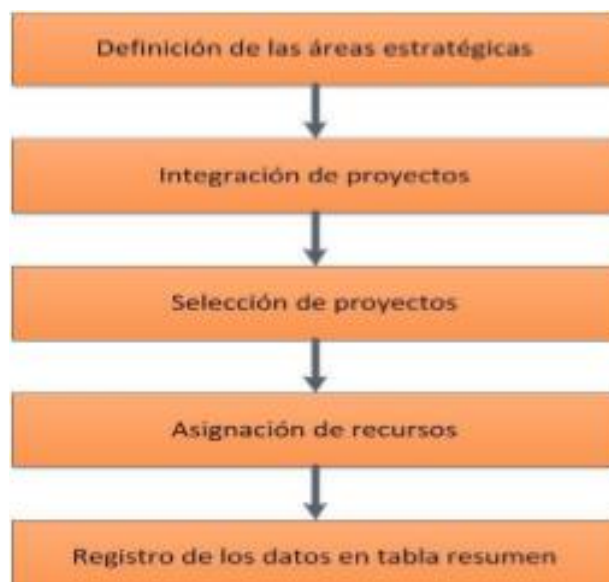 Definición de las áreas estratégicas
Integración de proyectos
Selección de proyectos
Asignación de recursos
Registro de los datos en tabla resumen